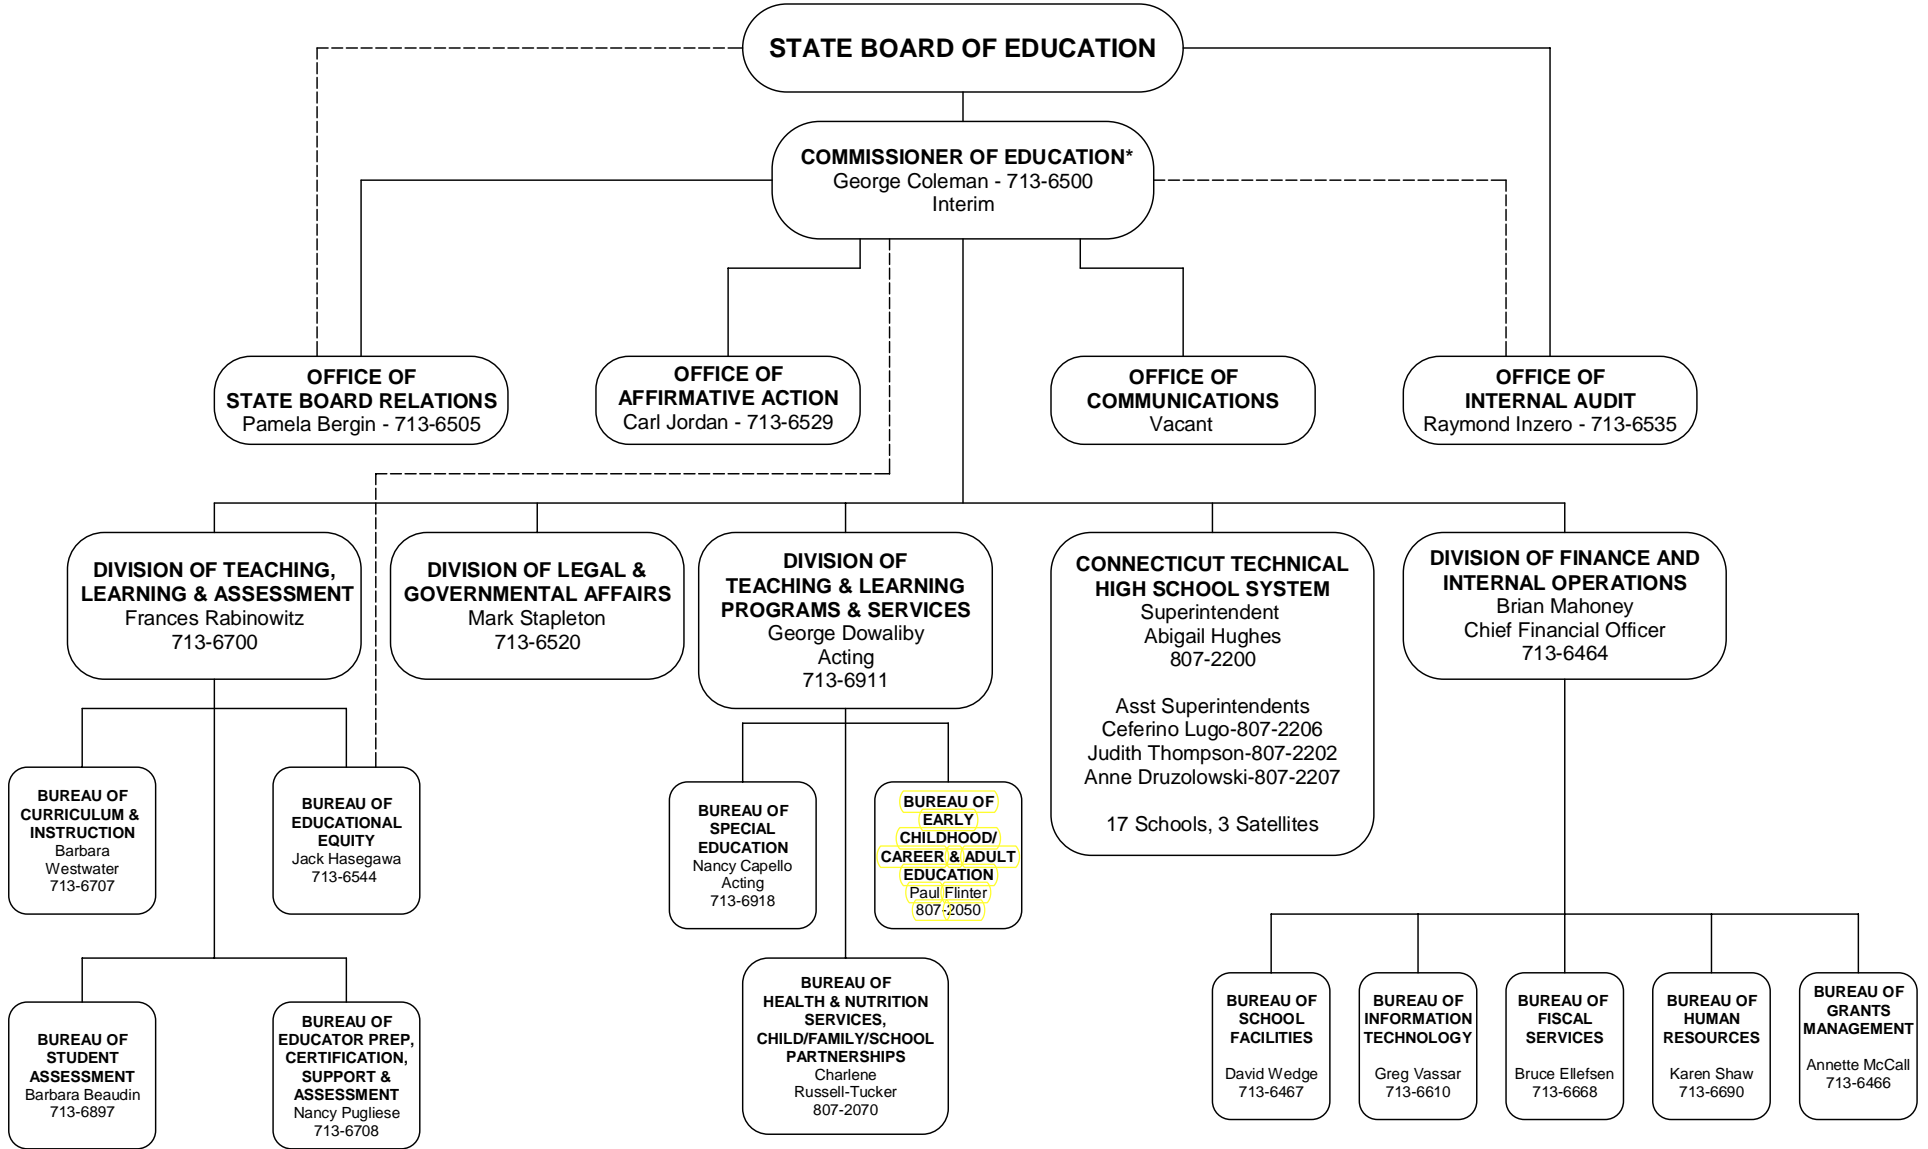 STATE BOARD OF EDUCATION
COMMISSIONER OF EDUCATION*
George Coleman - 713-6500
Interim
OFFICE OF
STATE BOARD RELATIONS
Pamela Bergin - 713-6505
OFFICE OF
AFFIRMATIVE ACTION
Carl Jordan - 713-6529
OFFICE OF
COMMUNICATIONS
Vacant
OFFICE OF
INTERNAL AUDIT
Raymond Inzero - 713-6535
DIVISION OF TEACHING,
LEARNING & ASSESSMENT
Frances Rabinowitz
713-6700
DIVISION OF LEGAL &
GOVERNMENTAL AFFAIRS
Mark Stapleton
713-6520
DIVISION OF
TEACHING & LEARNING
PROGRAMS & SERVICES
George Dowaliby
Acting
713-6911
CONNECTICUT TECHNICAL
HIGH SCHOOL SYSTEM
Superintendent
Abigail Hughes
807-2200
Asst Superintendents
Ceferino Lugo-807-2206
Judith Thompson-807-2202
Anne Druzolowski-807-2207
17 Schools, 3 Satellites
DIVISION OF FINANCE AND
INTERNAL OPERATIONS
Brian Mahoney
Chief Financial Officer
713-6464
BUREAU OF
CURRICULUM &
INSTRUCTION
Barbara
Westwater
713-6707
BUREAU OF
EDUCATIONAL
EQUITY
Jack Hasegawa
713-6544
BUREAU OF
SPECIAL
EDUCATION
Nancy Capello
Acting
713-6918
BUREAU OF
EARLY
CHILDHOOD/
CAREER & ADULT
EDUCATION
Paul Flinter
807-2050
BUREAU OF
STUDENT
ASSESSMENT
Barbara Beaudin
713-6897
BUREAU OF
EDUCATOR PREP,
CERTIFICATION,
SUPPORT &
ASSESSMENT
Nancy Pugliese
713-6708
BUREAU OF
HEALTH & NUTRITION
SERVICES,
CHILD/FAMILY/SCHOOL
PARTNERSHIPS
Charlene
Russell-Tucker
807-2070
BUREAU OF
SCHOOL
FACILITIES
David Wedge
713-6467
BUREAU OF
INFORMATION
TECHNOLOGY
Greg Vassar
713-6610
BUREAU OF
FISCAL
SERVICES
Bruce Ellefsen
713-6668
BUREAU OF
HUMAN
RESOURCES
Karen Shaw
713-6690
BUREAU OF
GRANTS
MANAGEMENT
Annette McCall
713-6466